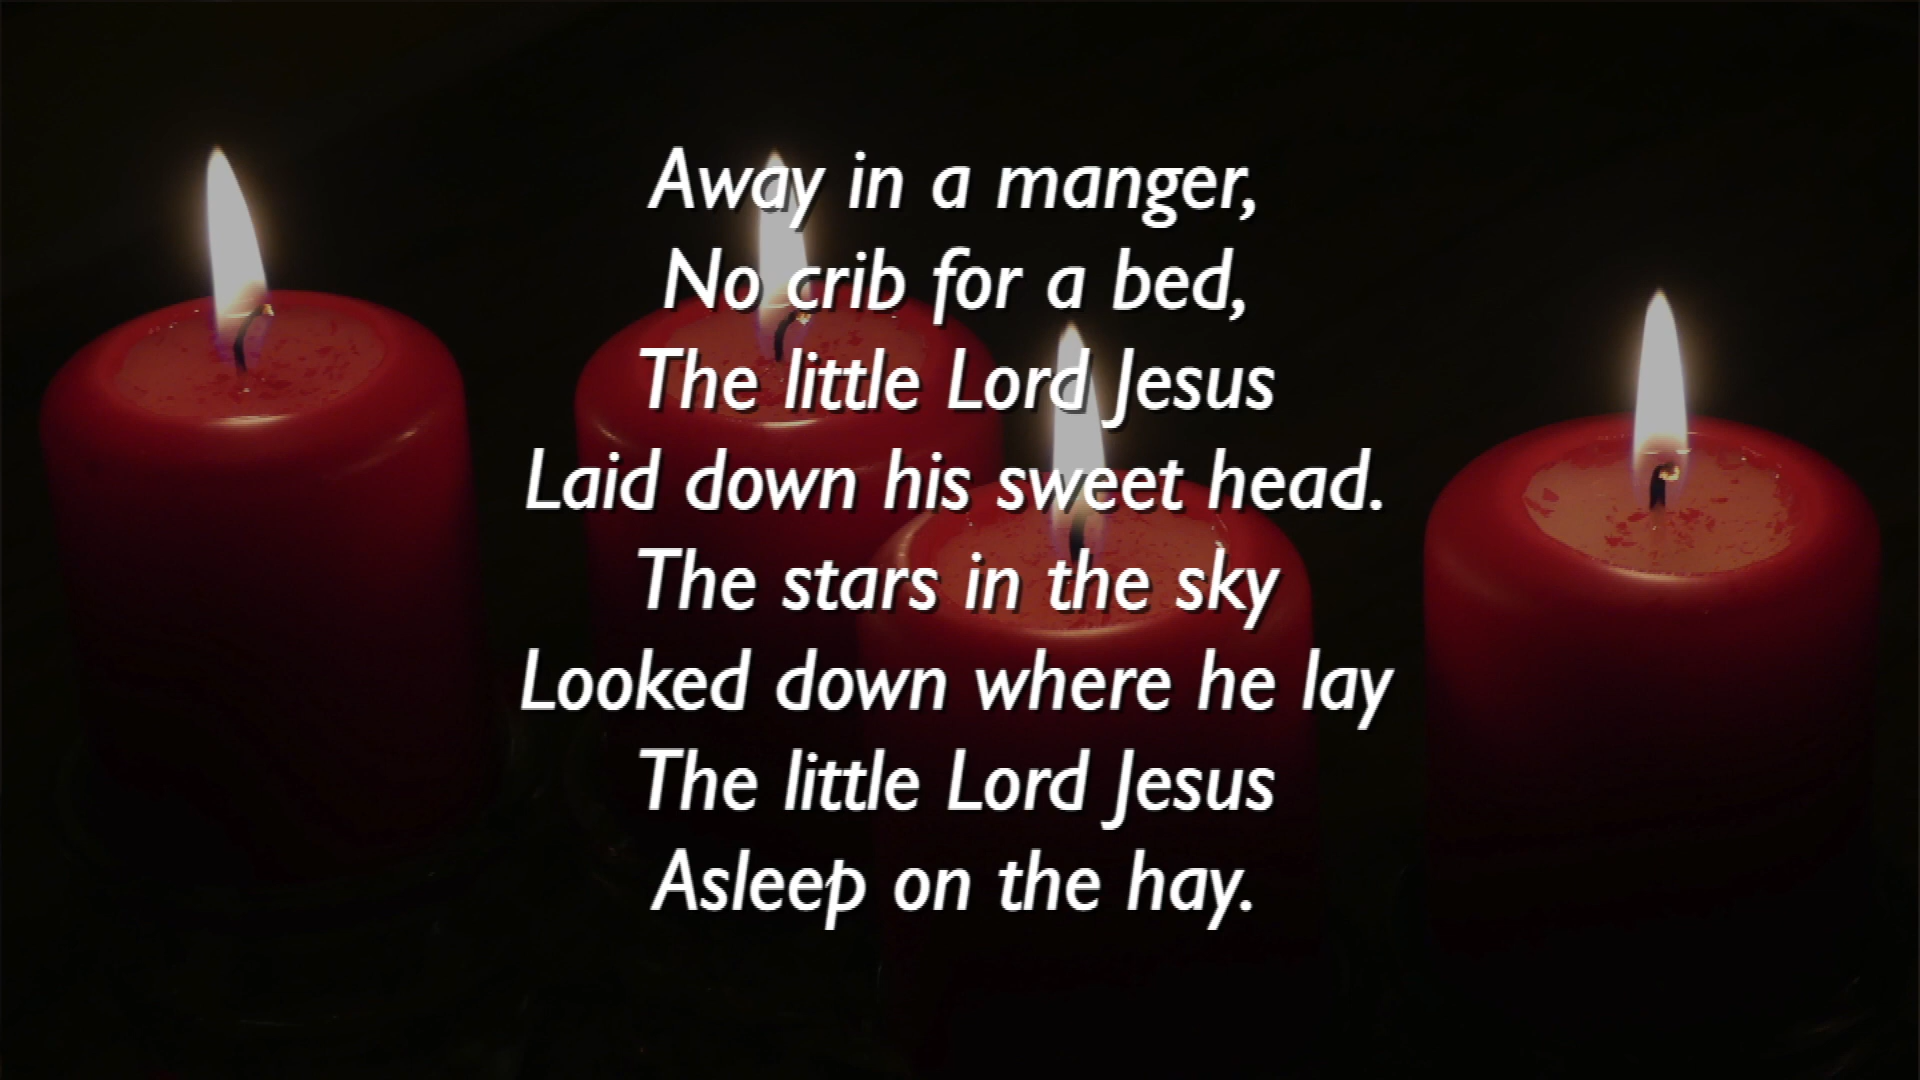 Away in a manger,
No crib for a bed,
The little Lord Jesus
Laid down his sweet head.
The stars in the sky
Looked down where he lay
The little Lord Jesus
Asleep on the hay.